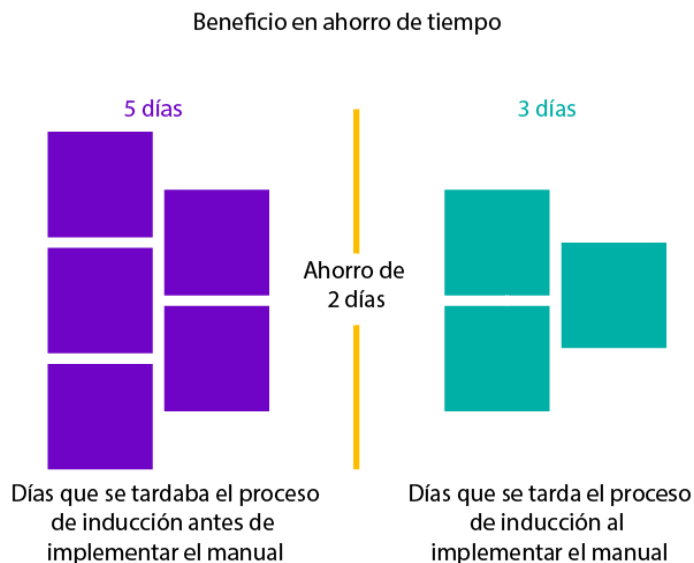 Beneficio en ahorro de tiempo
5 días
3 días
Ahorro de
2 días
Días que se tardaba el proceso
de inducción antes de
implementar el manual
Días que se tarda el proceso
de inducción al
implementar el manual